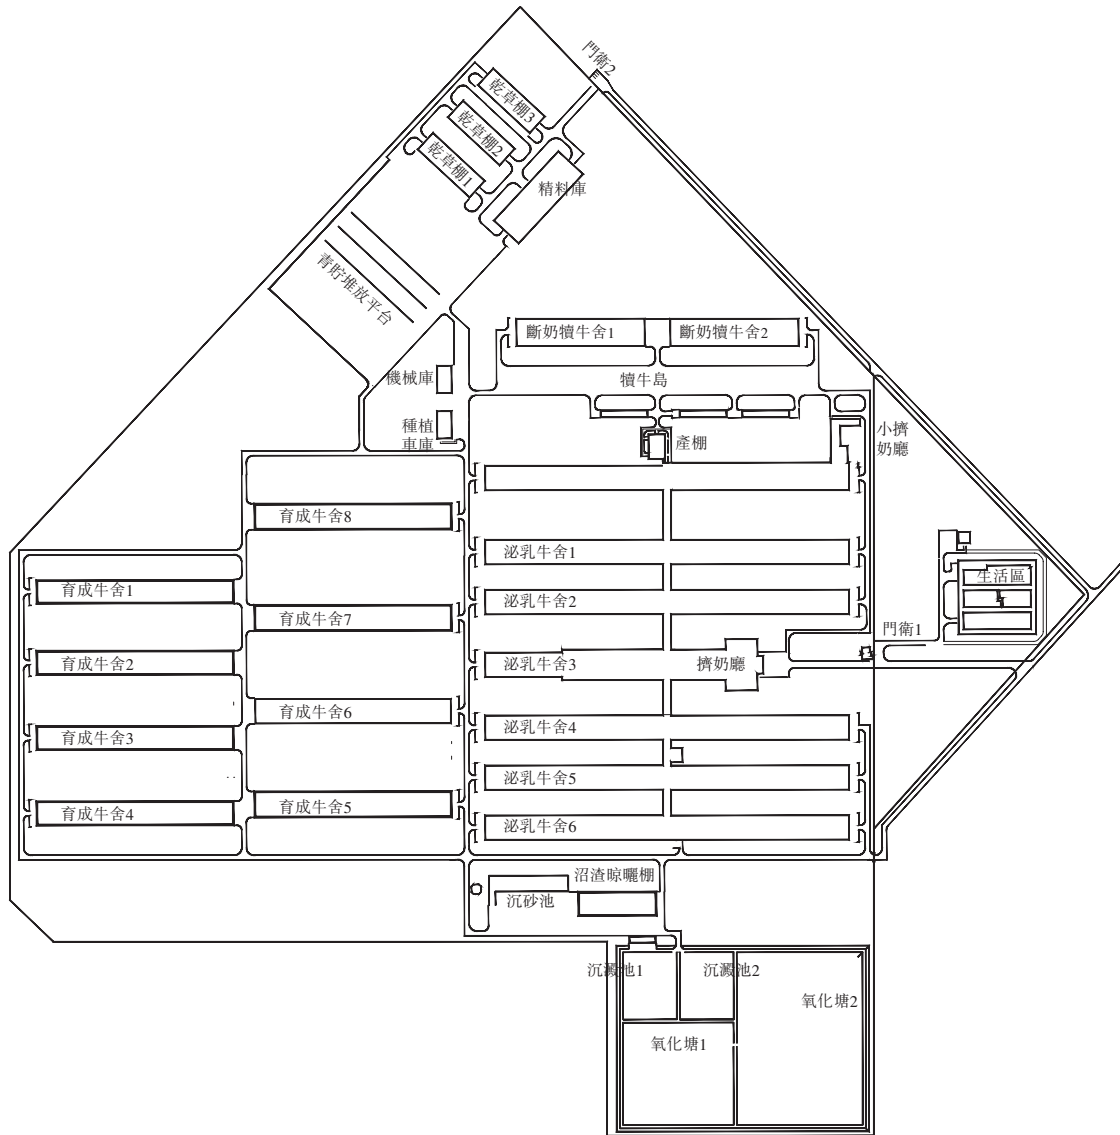 門衛2
乾草棚3
乾草棚2
乾草棚1
精料庫
青貯堆放平台
斷奶犢牛舍1
斷奶犢牛舍2
機械庫
犢牛島
種植
車庫
產棚
小擠
奶廳
育成牛舍8
泌乳牛舍1
育成牛舍1
生活區
泌乳牛舍2
育成牛舍7
門衛1
育成牛舍2
泌乳牛舍3
擠奶廳
育成牛舍6
泌乳牛舍4
育成牛舍3
泌乳牛舍5
育成牛舍5
育成牛舍4
泌乳牛舍6
沼渣晾曬棚
沉砂池
沉澱池1
沉澱池2
氧化塘2
氧化塘1